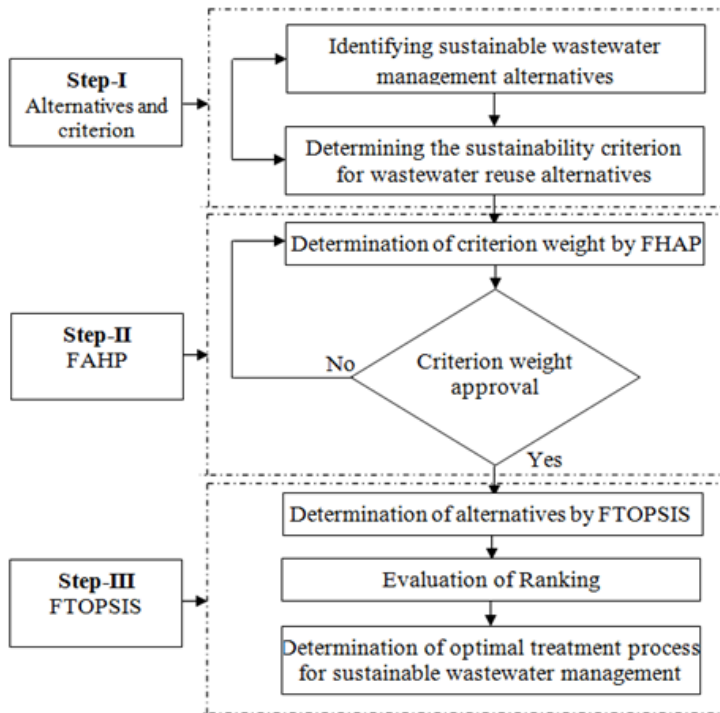 Step-I
Alternatives and
criterion
Identifying sustainable wastewater
management alternatives
Determining the sustainability criterion
for wastewater reuse alternatives
Step-II
FAHP
Determination of criterion weight by FHAP
No
Criterion weight
approval
Yes
Step-III
FTOPSIS
Determination of alternatives by FTOPSIS
Evaluation of Ranking
Determination of optimal treatment process
for sustainable wastewater management